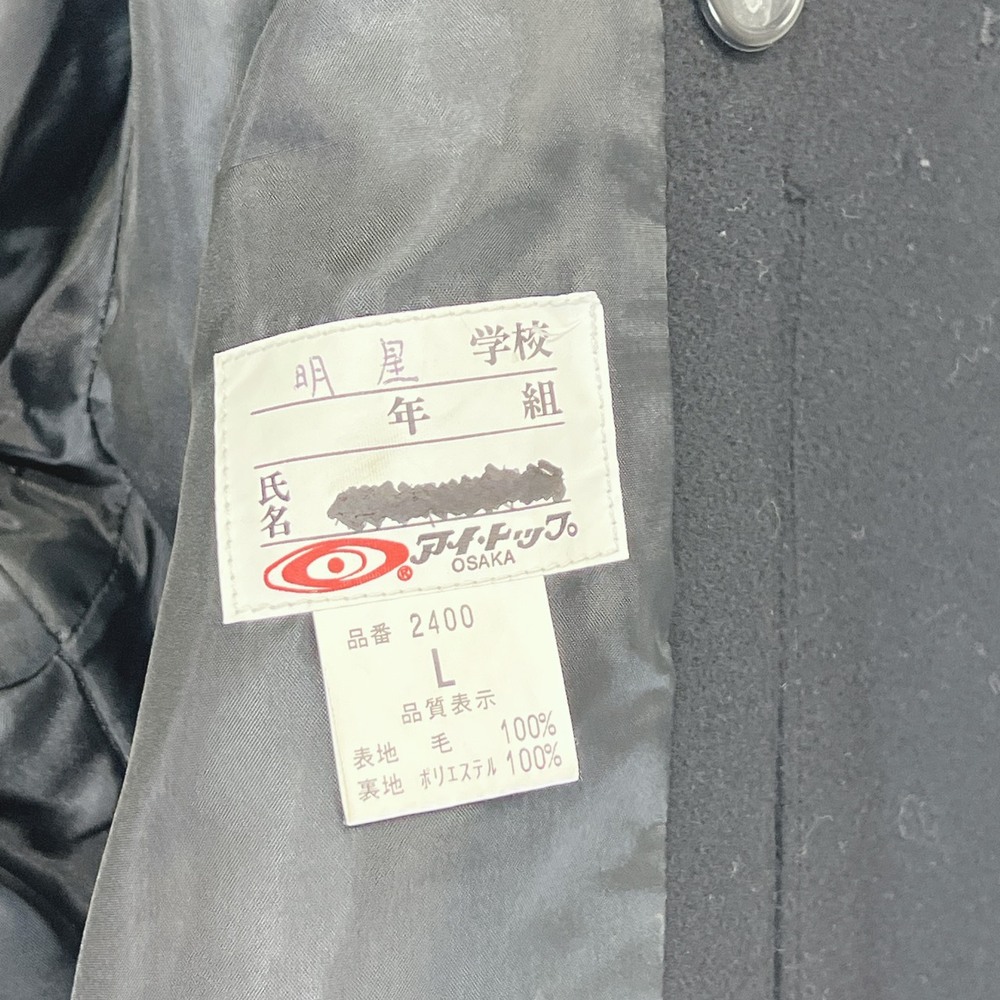 明星 学校
年 組
氏名
アイ・トップ®
OSAKA
品番 2400
L
品質表示
表地 毛 100%
裏地 ポリエステル 100%